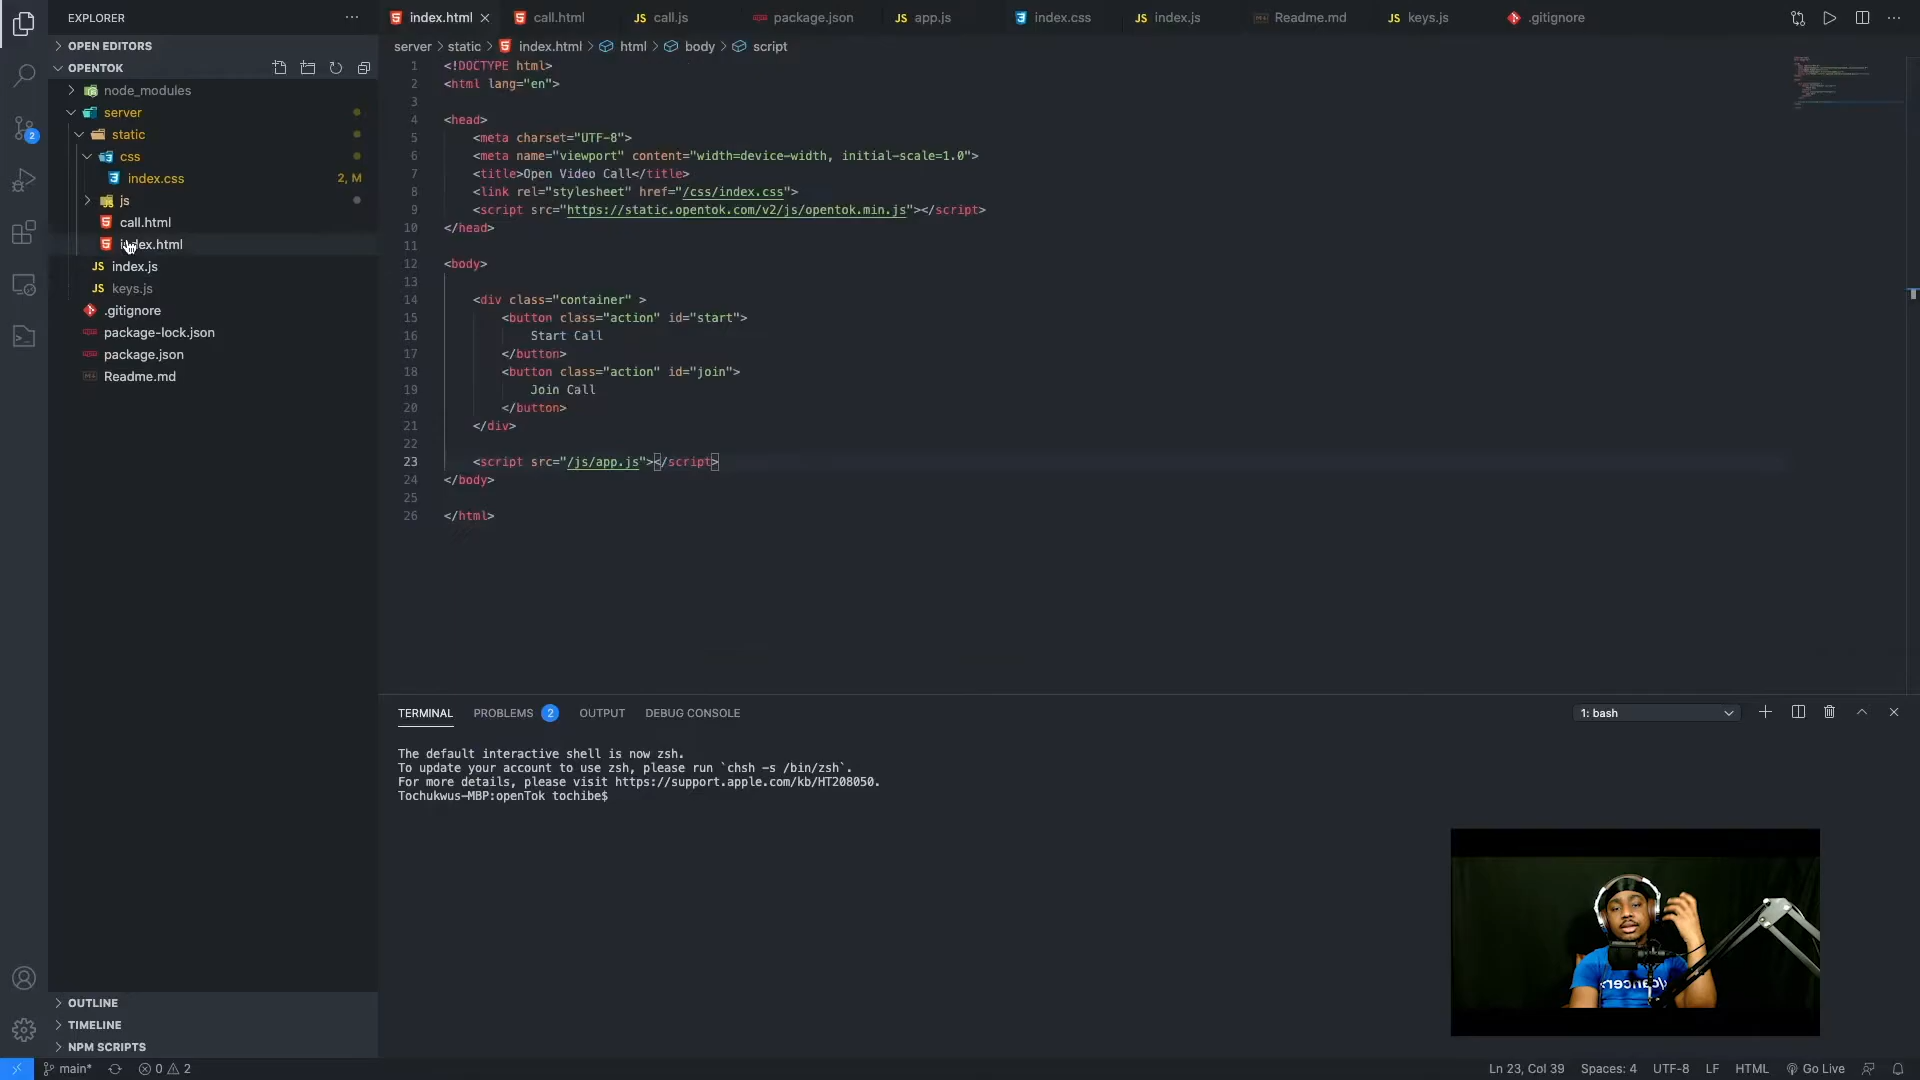 EXPLORER
OPEN EDITORS
OPENTOK
node_modules
server
static
css
index.css 2, M
js
call.html
index.html
index.js
keys.js
.gitignore
package-lock.json
package.json
Readme.md
OUTLINE
TIMELINE
NPM SCRIPTS
2
index.html call.html call.js package.json app.js index.css index.js Readme.md keys.js .gitignore
server > static > index.html > html > body > script
1 <!DOCTYPE html>
2 <html lang="en">
3
4 <head>
5 <meta charset="UTF-8">
6 <meta name="viewport" content="width=device-width, initial-scale=1.0">
7 <title>Open Video Call</title>
8 <link rel="stylesheet" href="/css/index.css">
9 <script src="https://static.opentok.com/v2/js/opentok.min.js"></script>
10 </head>
11
12 <body>
13
14 <div class="container" >
15 <button class="action" id="start">
16 Start Call
17 </button>
18 <button class="action" id="join">
19 Join Call
20 </button>
21 </div>
22
23 <script src="/js/app.js"></script>
24 </body>
25
26 </html>
TERMINAL PROBLEMS 2 OUTPUT DEBUG CONSOLE 1: bash
The default interactive shell is now zsh.
To update your account to use zsh, please run `chsh -s /bin/zsh`.
For more details, please visit https://support.apple.com/kb/HT208050.
Tochukwus-MBP:openTok tochibe$
main* 0 2 Ln 23, Col 39 Spaces: 4 UTF-8 LF HTML Go Live